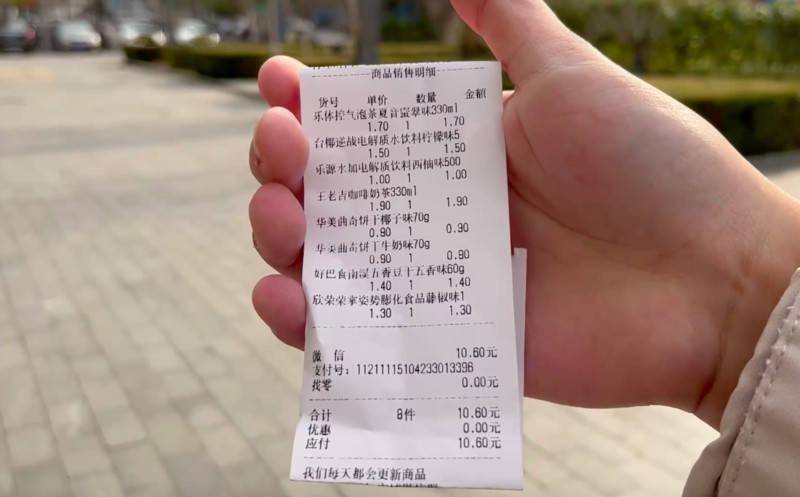 商品销售明细
货号 单价 数量 金额
乐体控气泡茶夏音蜜翠味330ml
1.70 1 1.70
台椰逆战电解质水饮料柠檬味5
1.50 1 1.50
乐源水加电解质饮料西柚味500
1.00 1 1.00
王老吉咖啡奶茶330ml
1.90 1 1.90
华美曲奇饼干椰子味70g
0.90 1 0.90
华美曲奇饼干牛奶味70g
0.90 1 0.90
好巴食南溪五香豆干五香味60g
1.40 1 1.40
欣荣荣掌姿势膨化食品藤椒味1
1.30 1 1.30
微 信 10.60元
支付号：11211115104233013396
找零 0.00元
合计 8件 10.60元
优惠 0.00元
应付 10.60元
我们每天都会更新商品